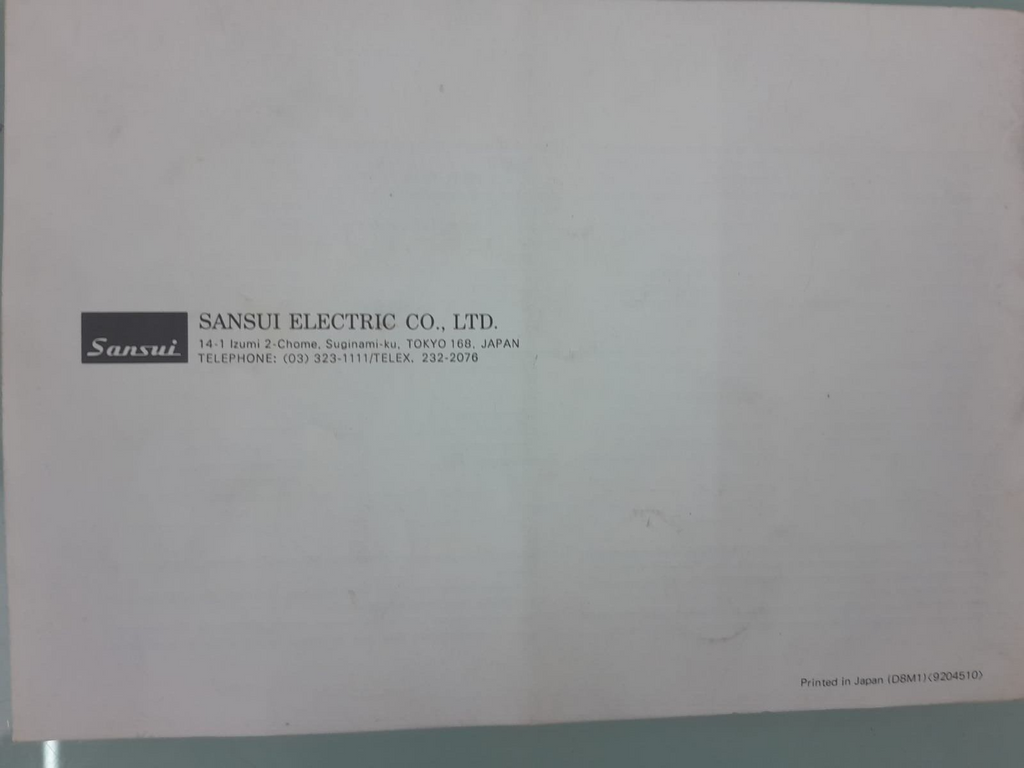 Sansui
SANSUI ELECTRIC CO., LTD.
14-1 Izumi 2-Chome, Suginami-ku, TOKYO 168, JAPAN
TELEPHONE: (03) 323-1111/TELEX. 232-2076
Printed in Japan (D8M1)(9204510)